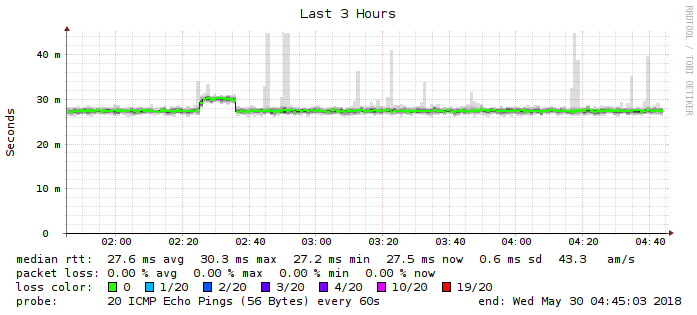 Last 3 Hours
RRDTOOL / TOBI OETIKER
Seconds
40 m
30 m
20 m
10 m
0
02:00 02:20 02:40 03:00 03:20 03:40 04:00 04:20 04:40
median rtt: 27.6 ms avg 30.3 ms max 27.2 ms min 27.5 ms now 0.6 ms sd 43.3 am/s
packet loss: 0.00 % avg 0.00 % max 0.00 % min 0.00 % now
loss color: 0 1/20 2/20 3/20 4/20 10/20 19/20
probe: 20 ICMP Echo Pings (56 Bytes) every 60s end: Wed May 30 04:45:03 2018